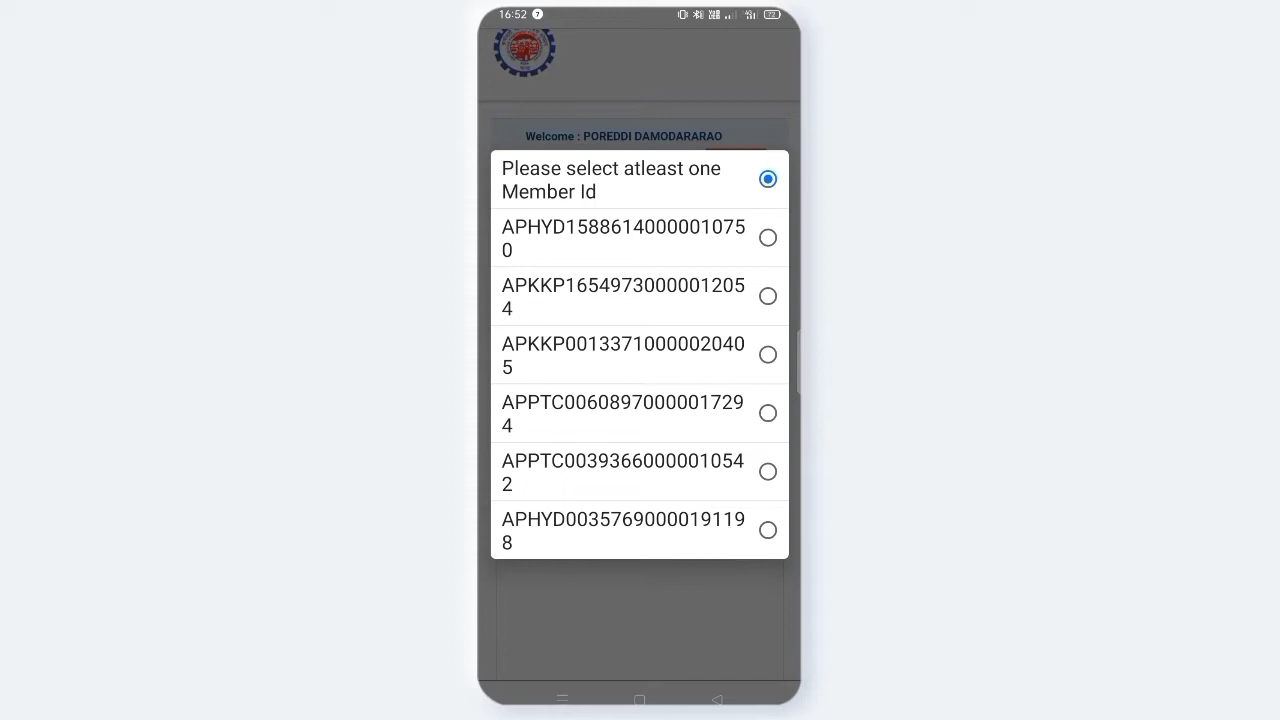 16:52
Welcome : POREDDI DAMODARARAO
Please select atleast one
Member Id
APHYD1588614000001075
0
APKKP1654973000001205
4
APKKP0013371000002040
5
APPTC0060897000001729
4
APPTC0039366000001054
2
APHYD0035769000019119
8